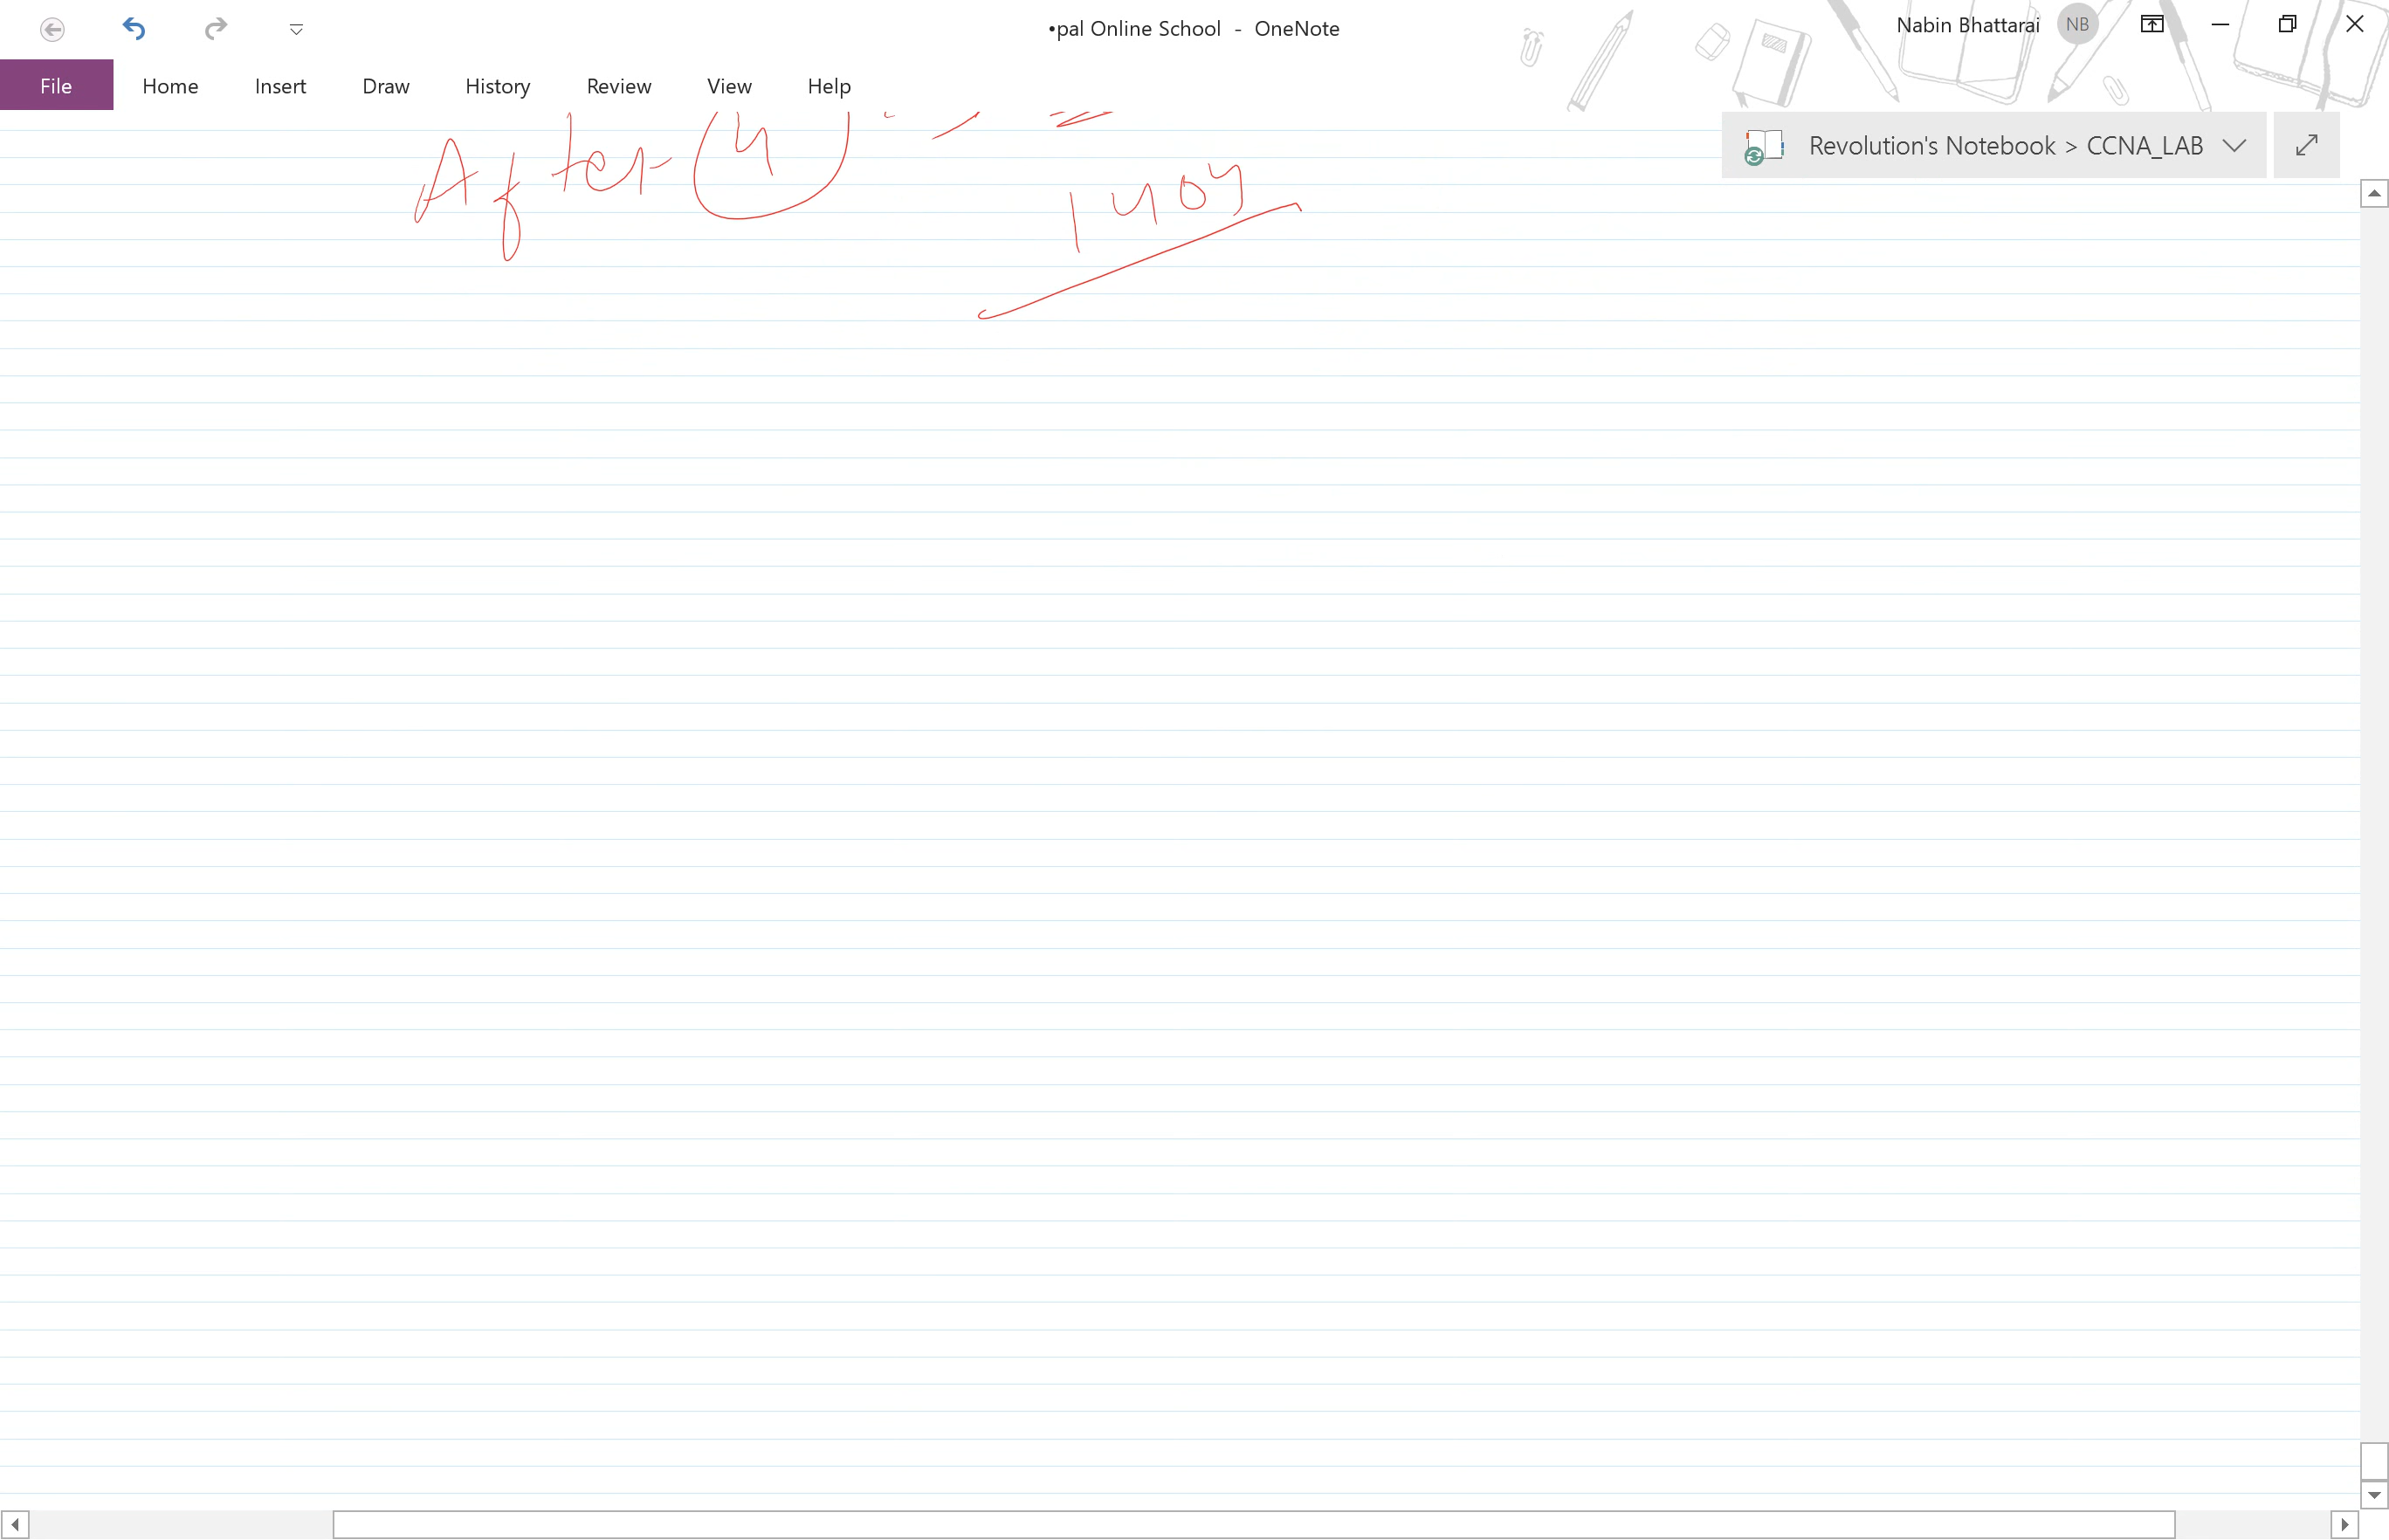 •pal Online School - OneNote
Nabin Bhattarai NB
File Home Insert Draw History Review View Help
Revolution's Notebook > CCNA_LAB
After 4